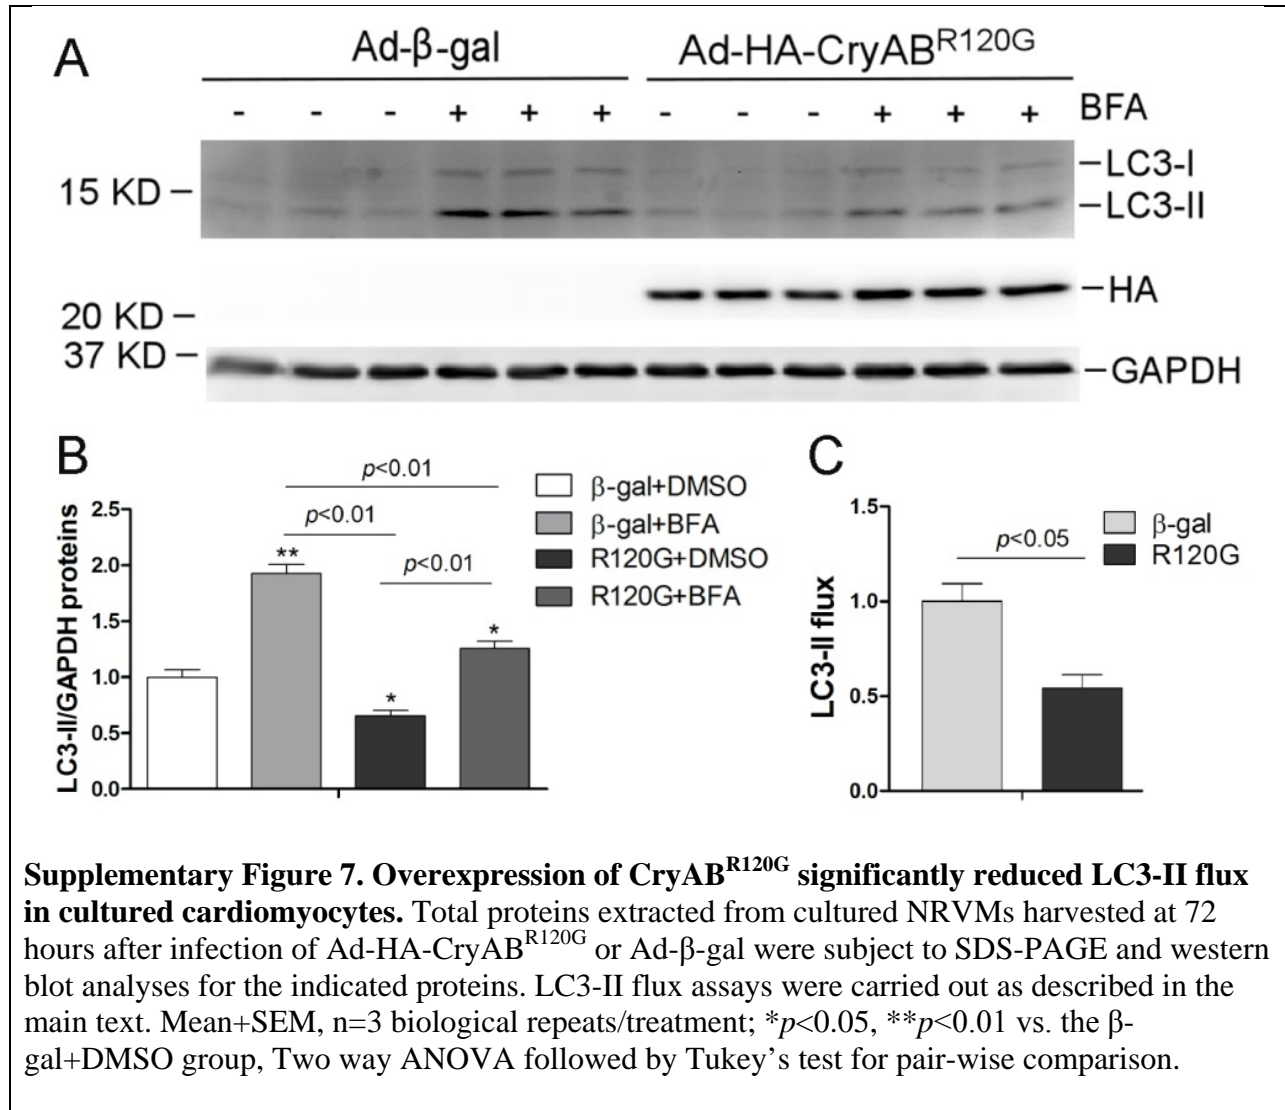 A
Ad-β-gal Ad-HA-CryAB^R120G
- - - + + + - - - + + + BFA
15 KD – –LC3-I
–LC3-II
20 KD – –HA
37 KD – –GAPDH
B
LC3-II/GAPDH proteins
2.5
2.0
1.5
1.0
0.5
0.0
p<0.01
p<0.01
p<0.01
**
*
*
β-gal+DMSO
β-gal+BFA
R120G+DMSO
R120G+BFA
C
LC3-II flux
1.5
1.0
0.5
0.0
p<0.05
β-gal
R120G
Supplementary Figure 7. Overexpression of CryAB^R120G significantly reduced LC3-II flux
in cultured cardiomyocytes. Total proteins extracted from cultured NRVMs harvested at 72
hours after infection of Ad-HA-CryAB^R120G or Ad-β-gal were subject to SDS-PAGE and western
blot analyses for the indicated proteins. LC3-II flux assays were carried out as described in the
main text. Mean+SEM, n=3 biological repeats/treatment; *p<0.05, **p<0.01 vs. the β-
gal+DMSO group, Two way ANOVA followed by Tukey’s test for pair-wise comparison.